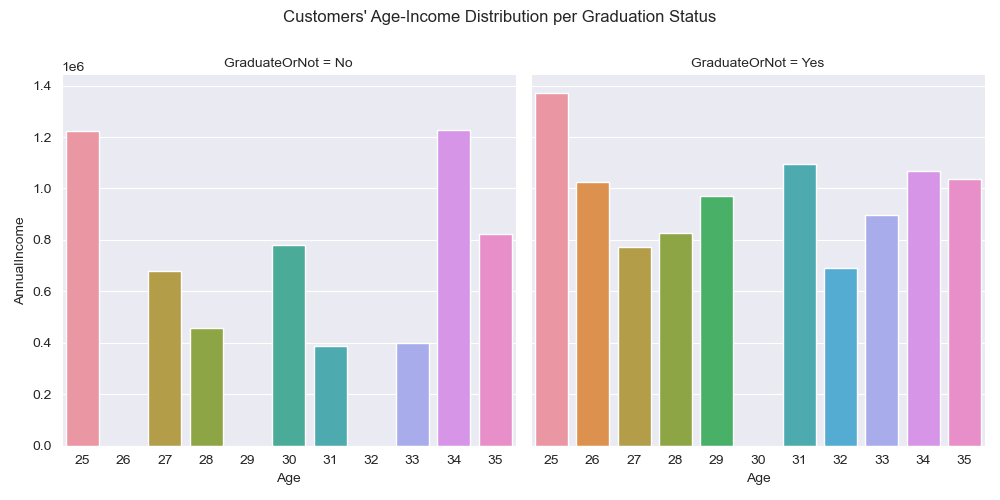 Customers' Age-Income Distribution per Graduation Status
GraduateOrNot = No
GraduateOrNot = Yes
1e6
1.4
1.2
1.0
0.8
0.6
0.4
0.2
0.0
AnnualIncome
25 26 27 28 29 30 31 32 33 34 35
25 26 27 28 29 30 31 32 33 34 35
Age
Age